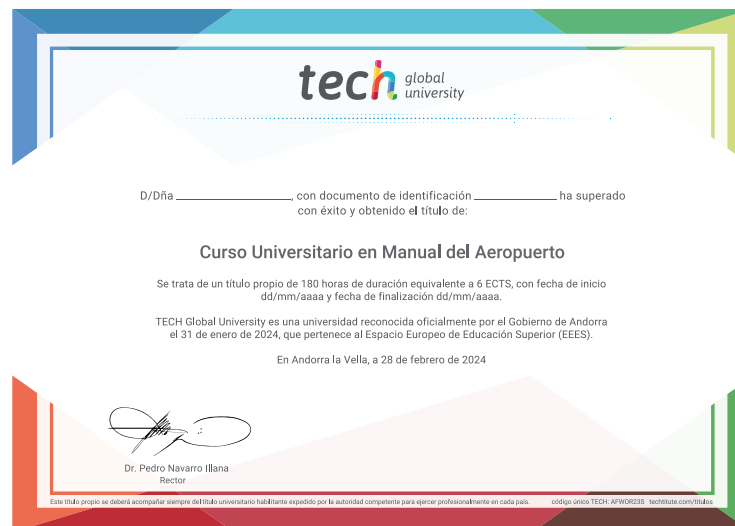 tech global
university
D/Dña ____________, con documento de identificación ____________ ha superado
con éxito y obtenido el título de:
Curso Universitario en Manual del Aeropuerto
Se trata de un título propio de 180 horas de duración equivalente a 6 ECTS, con fecha de inicio
dd/mm/aaaa y fecha de finalización dd/mm/aaaa.
TECH Global University es una universidad reconocida oficialmente por el Gobierno de Andorra
el 31 de enero de 2024, que pertenece al Espacio Europeo de Educación Superior (EEES).
En Andorra la Vella, a 28 de febrero de 2024
Dr. Pedro Navarro Illana
Rector
Este título propio se deberá acompañar siempre del título universitario habilitante expedido por la autoridad competente para ejercer profesionalmente en cada país. código único TECH: AFWOR23S techtitute.com/titulos